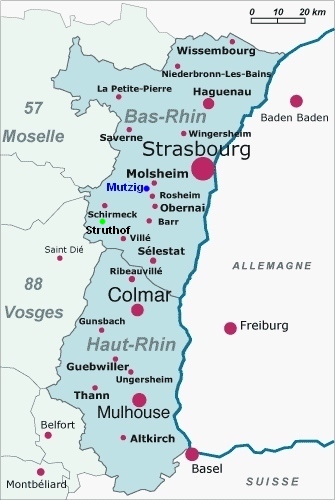 0 10 20 km
Wissembourg
Niederbronn-Les-Bains
La Petite-Pierre
Haguenau
Baden Baden
57
Moselle
Bas-Rhin
Saverne
Wingersheim
Strasbourg
Molsheim
Mutzig
Rosheim
Schirmeck
Obernai
Struthof
Barr
Villé
Saint Dié
Sélestat
ALLEMAGNE
Ribeauvillé
88
Vosges
Colmar
Gunsbach
Freiburg
Haut-Rhin
Guebwiller
Ungersheim
Thann
Mulhouse
Belfort
Altkirch
Basel
Montbéliard
SUISSE